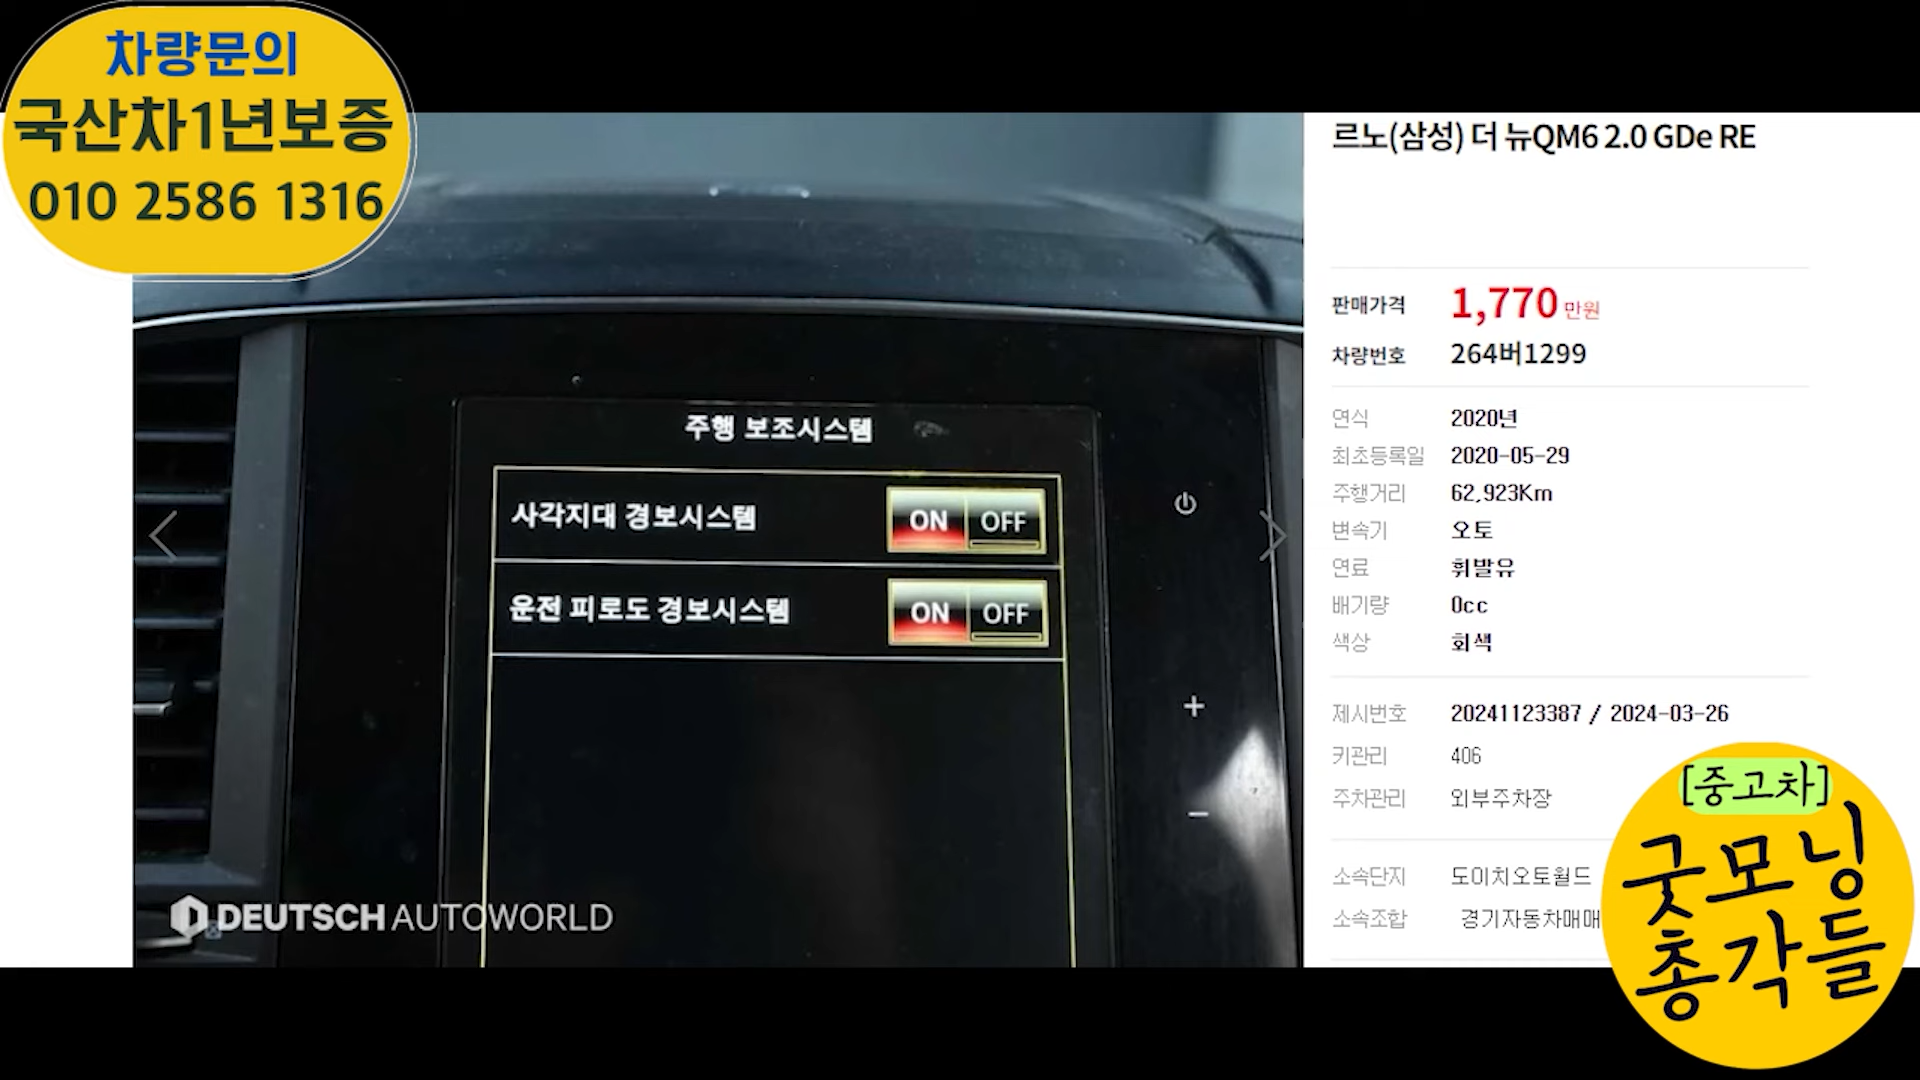 차량문의
국산차1년보증
010 2586 1316
주행 보조시스템
사각지대 경보시스템 ON OFF
운전 피로도 경보시스템 ON OFF
DEUTSCH AUTOWORLD
르노(삼성) 더 뉴QM6 2.0 GDe RE
판매가격 1,770 만원
차량번호 264버1299
연식 2020년
최초등록일 2020-05-29
주행거리 62,923Km
변속기 오토
연료 휘발유
배기량 0cc
색상 회색
제시번호 20241123387 / 2024-03-26
키관리 406
주차관리 외부주차장
소속단지 도이치오토월드
소속조합 경기자동차매매
[중고차]
굿모닝
총각들